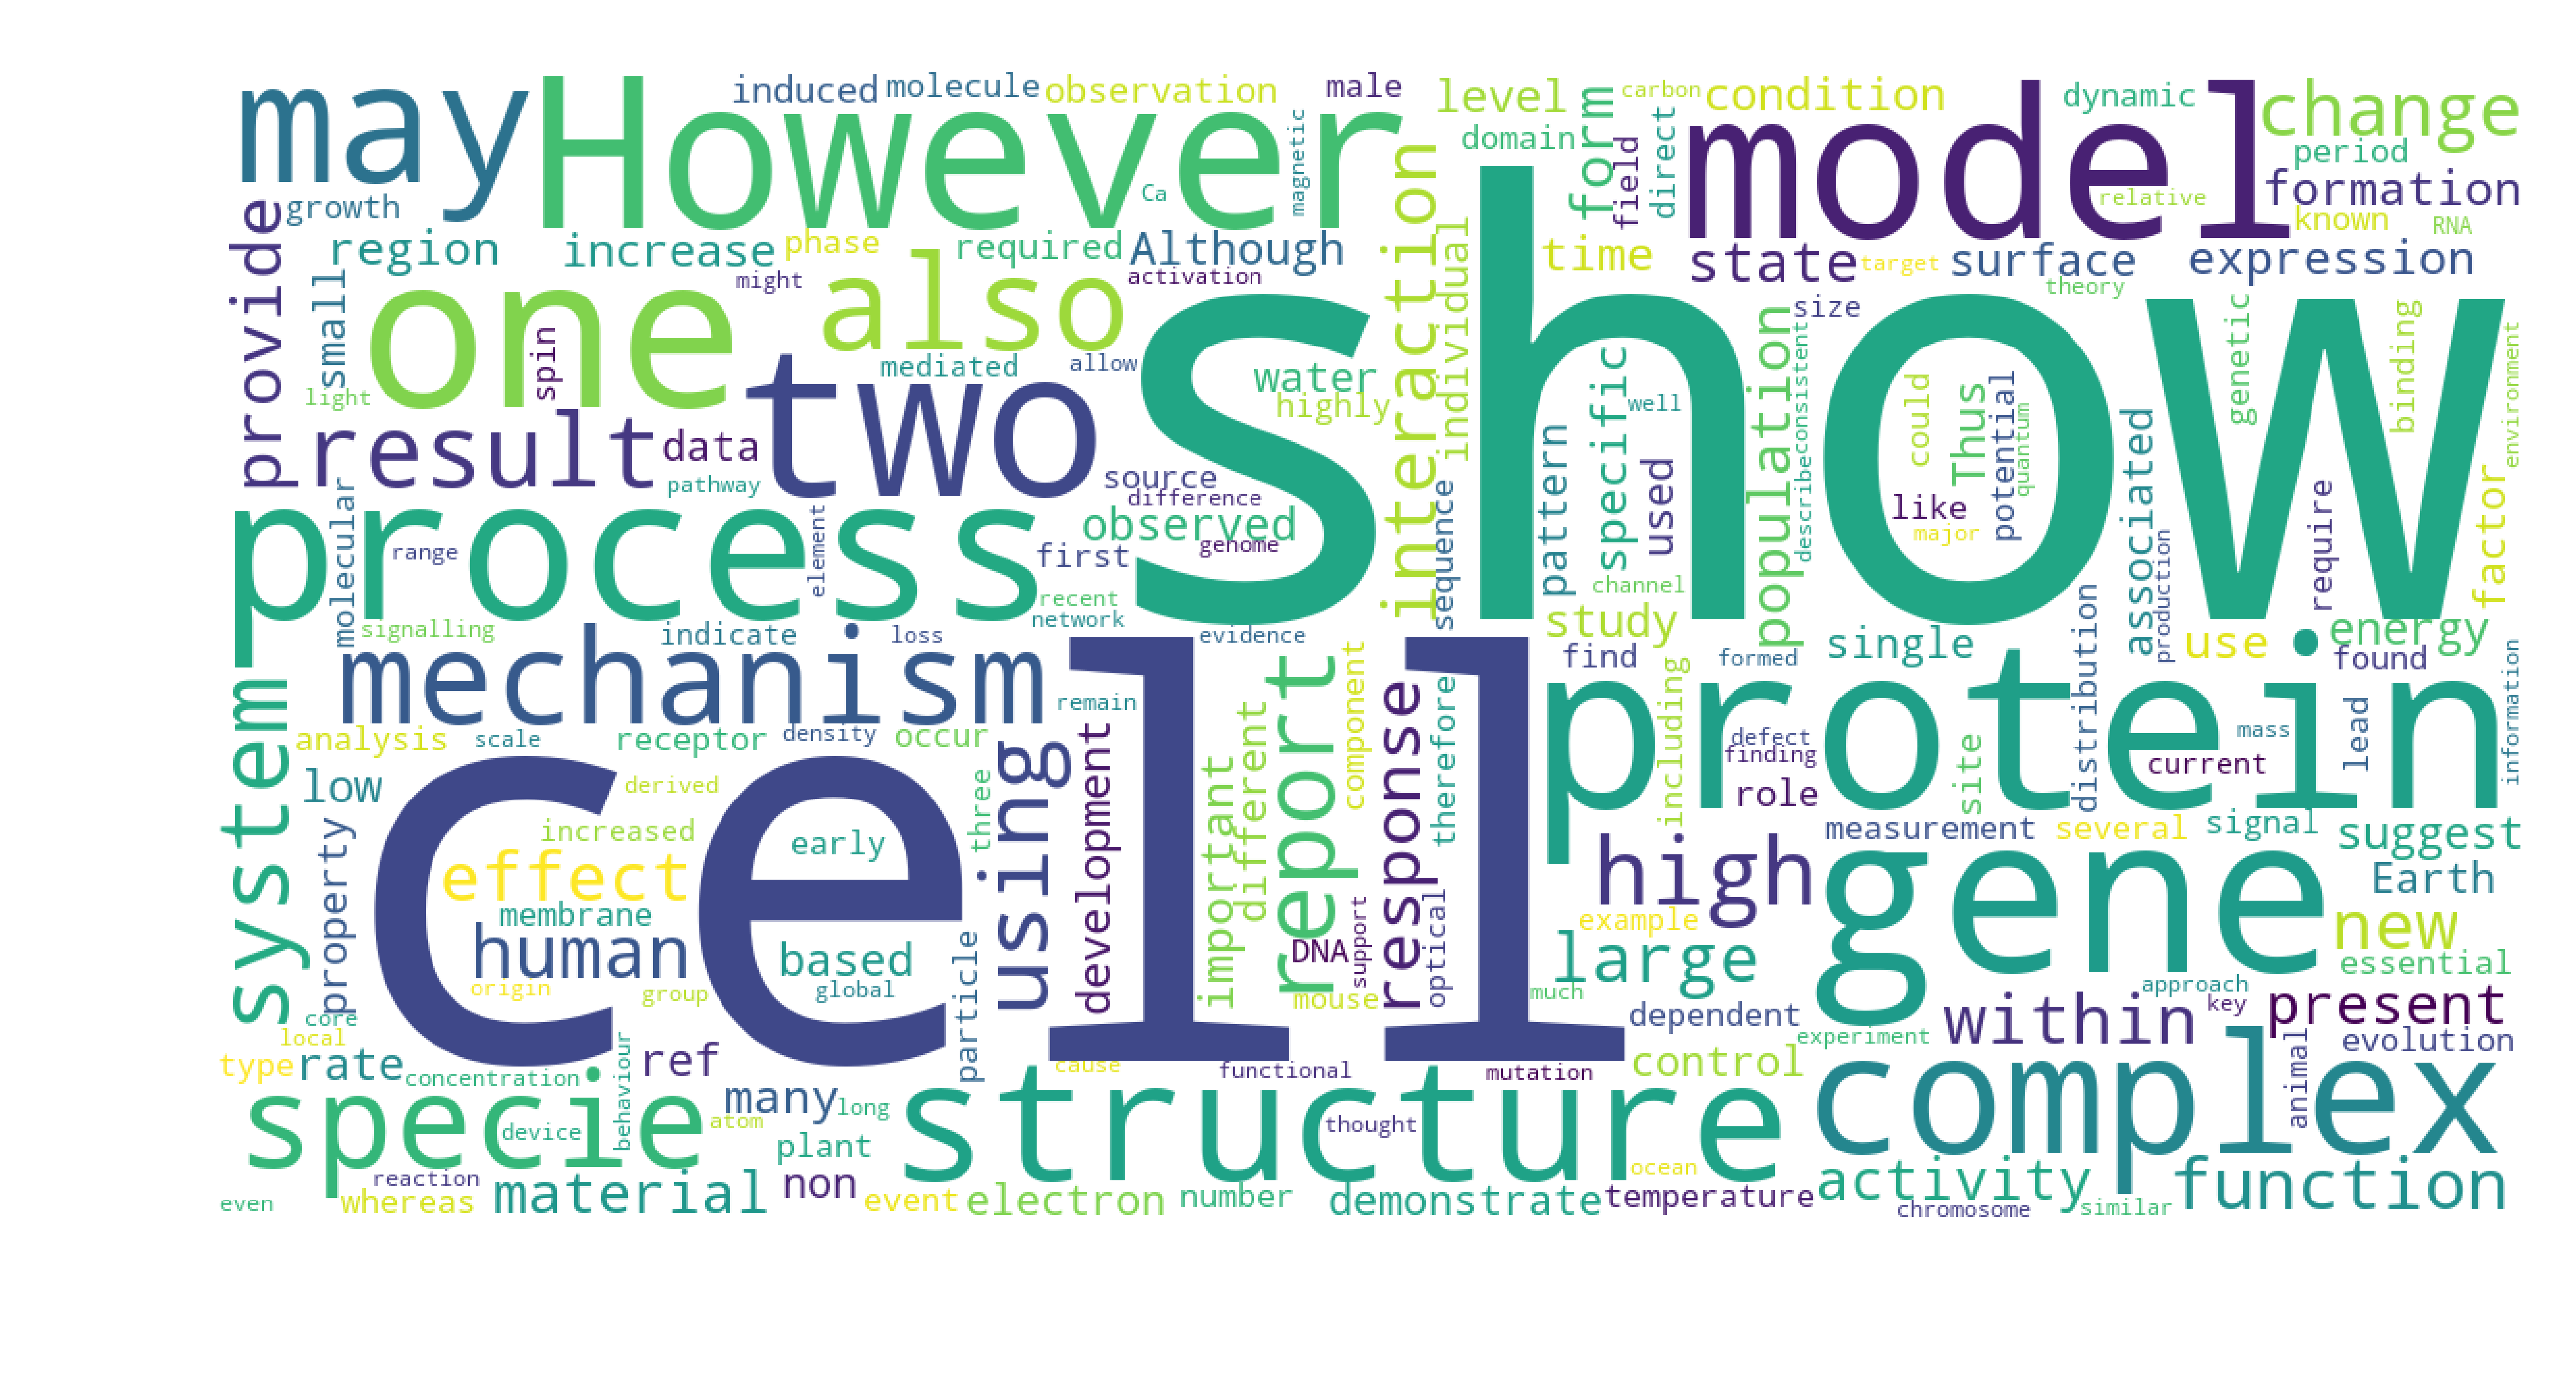 may
However
induced
molecule
observation
male
level
carbon
condition
model
dynamic
change
domain
form
field
direct
magnetic
Ca
period
formation
relative
known
RNA
growth
provide
region
increase
phase
required
Although
interaction
individual
time
state
target
surface
expression
might
activation
theory
small
one
also
show
size
genetic
binding
environment
light
spin
two
mediated
allow
water
highly
specific
well
population
consistent
describe
could
Thus
potential
quantum
like
major
associated
production
require
factor
result
data
pathway
source
difference
pattern
used
sequence
molecular
process
range
element
observed
first
genome
channel
recent
network
signalling
indicate
loss
evidence
study
single
distribution
use
energy
found
system
mechanism
cell
remain
report
component
response
therefore
find
formed
including
protein
information
analysis
scale
receptor
density
occur
using
development
important
different
defect
finding
role
site
current
mass
lead
low
derived
three
property
increased
early
effect
high
measurement
several
signal
suggest
gene
Earth
membrane
human
based
DNA
support
optical
example
new
large
essential
origin
group
global
particle
mouse
much
dependent
within
approach
key
present
core
local
experiment
evolution
animal
type
rate
concentration
ref
cause
functional
mutation
control
complex
specie
behaviour
many
long
structure
device
atom
thought
plant
ocean
reaction
activity
function
even
whereas
material
non
event
electron
number
demonstrate
temperature
chromosome
similar